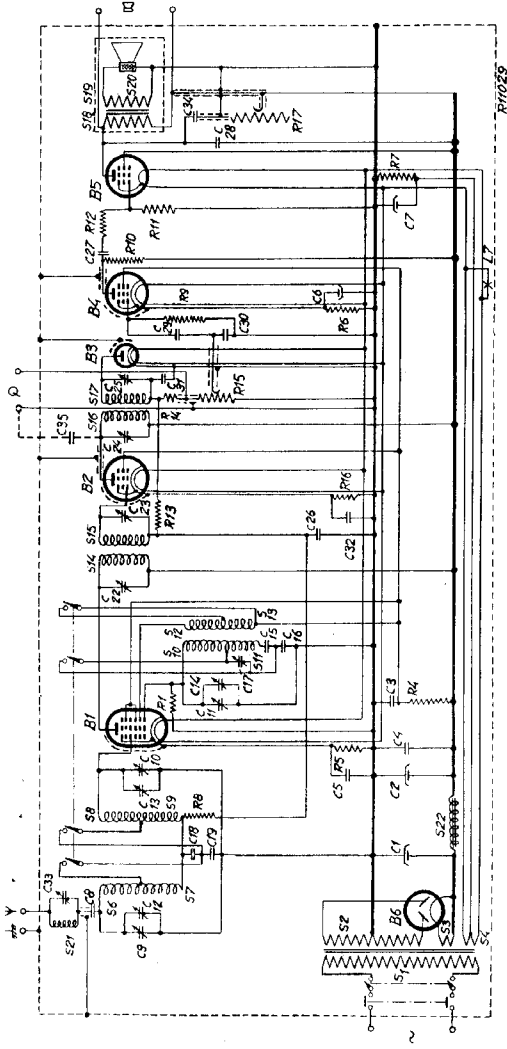 S18 S19
S20
C34
C28
R17
R11029
B5
R12
C27
R10
R11
R7
C7
B4
R9
C29
C30
C6
R6
L7
B3
C25
C31
R14
R15
S17
S16
C35
C24
B2
C23
R13
R16
C32
C26
S15
S14
C22
S13
S12
S10
C15
C16
S11
C17
C14
C11
R1
B1
C3
R4
C10
C13
S8
S9
R8
R5
C5
C4
C2
S22
C18
C19
C1
C33
S21
C8
S6
S7
C12
C9
S2
B6
S3
S4
S1
~